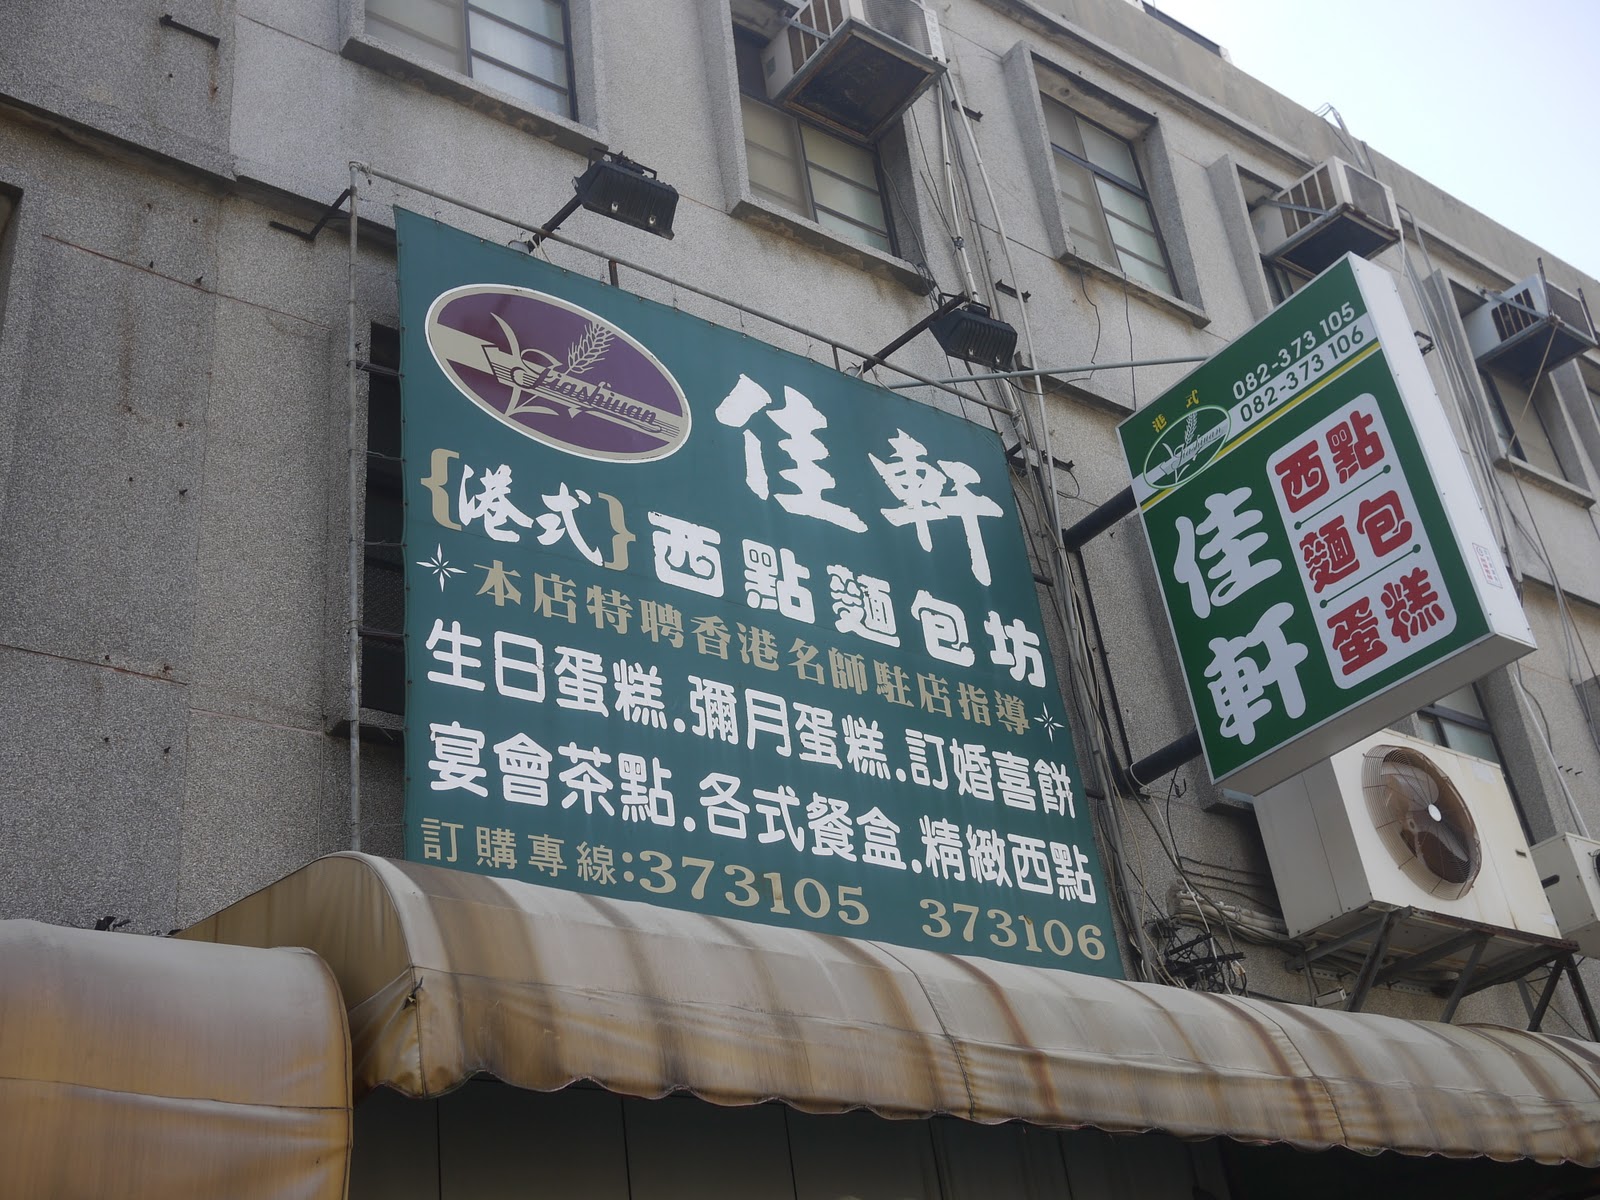 Jiashiuan
佳軒
{港式}西點麵包坊
本店特聘香港名師駐店指導
生日蛋糕.彌月蛋糕.訂婚喜餅
宴會茶點.各式餐盒.精緻西點
訂購專線:373105 373106
港式
082-373 105
082-373 106
佳軒
西點
麵包
蛋糕